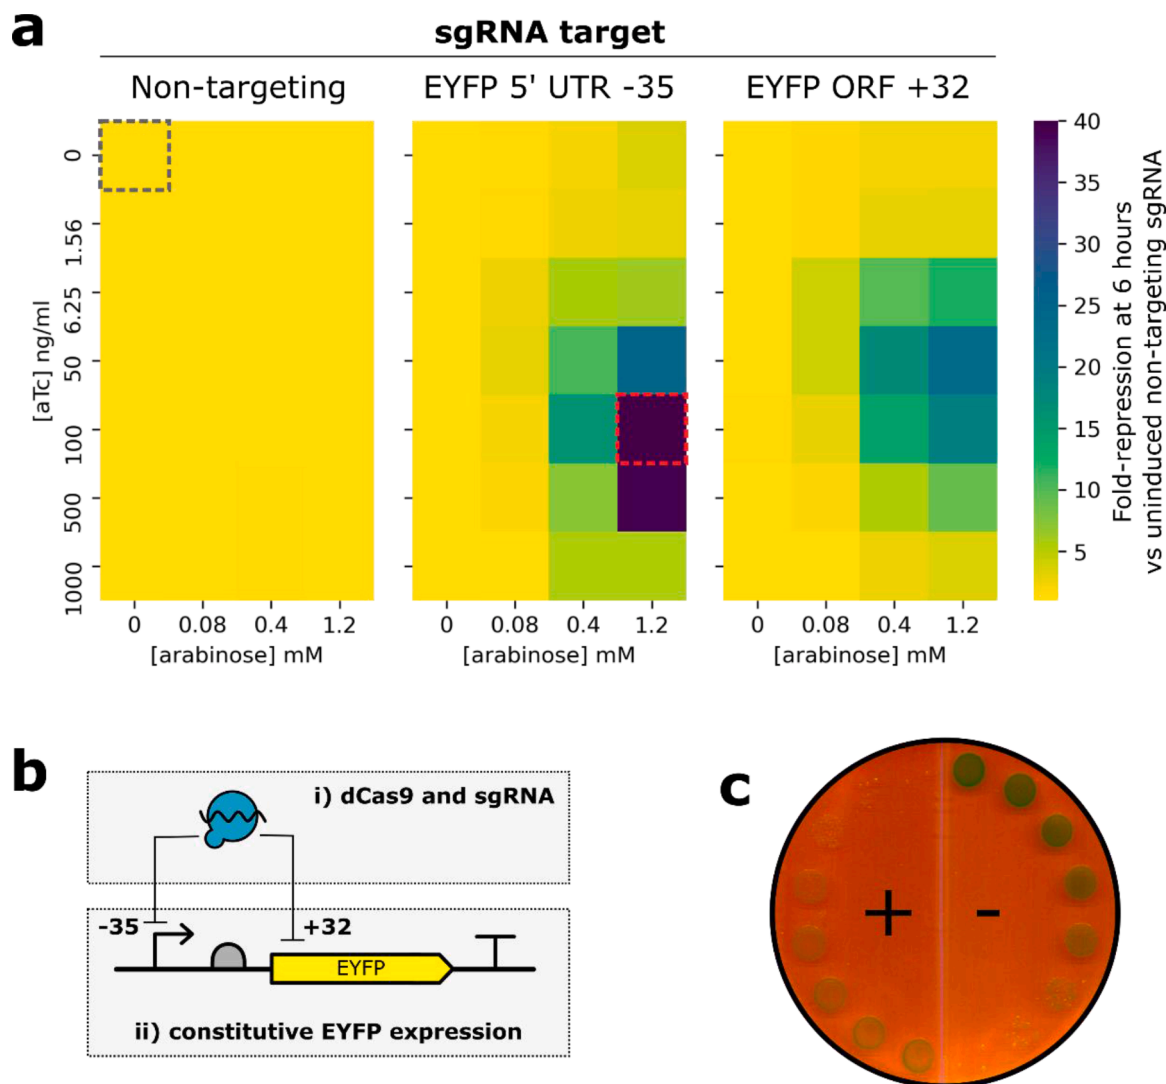 a
sgRNA target
Non-targeting
EYFP 5' UTR -35
EYFP ORF +32
[aTc] ng/ml
0
1.56
6.25
50
100
500
1000
0 0.08 0.4 1.2
[arabinose] mM
0 0.08 0.4 1.2
[arabinose] mM
0 0.08 0.4 1.2
[arabinose] mM
40
35
30
25
20
15
10
5
Fold-repression at 6 hours
vs uninduced non-targeting sgRNA
b
i) dCas9 and sgRNA
-35
+32
EYFP
ii) constitutive EYFP expression
c
+ -